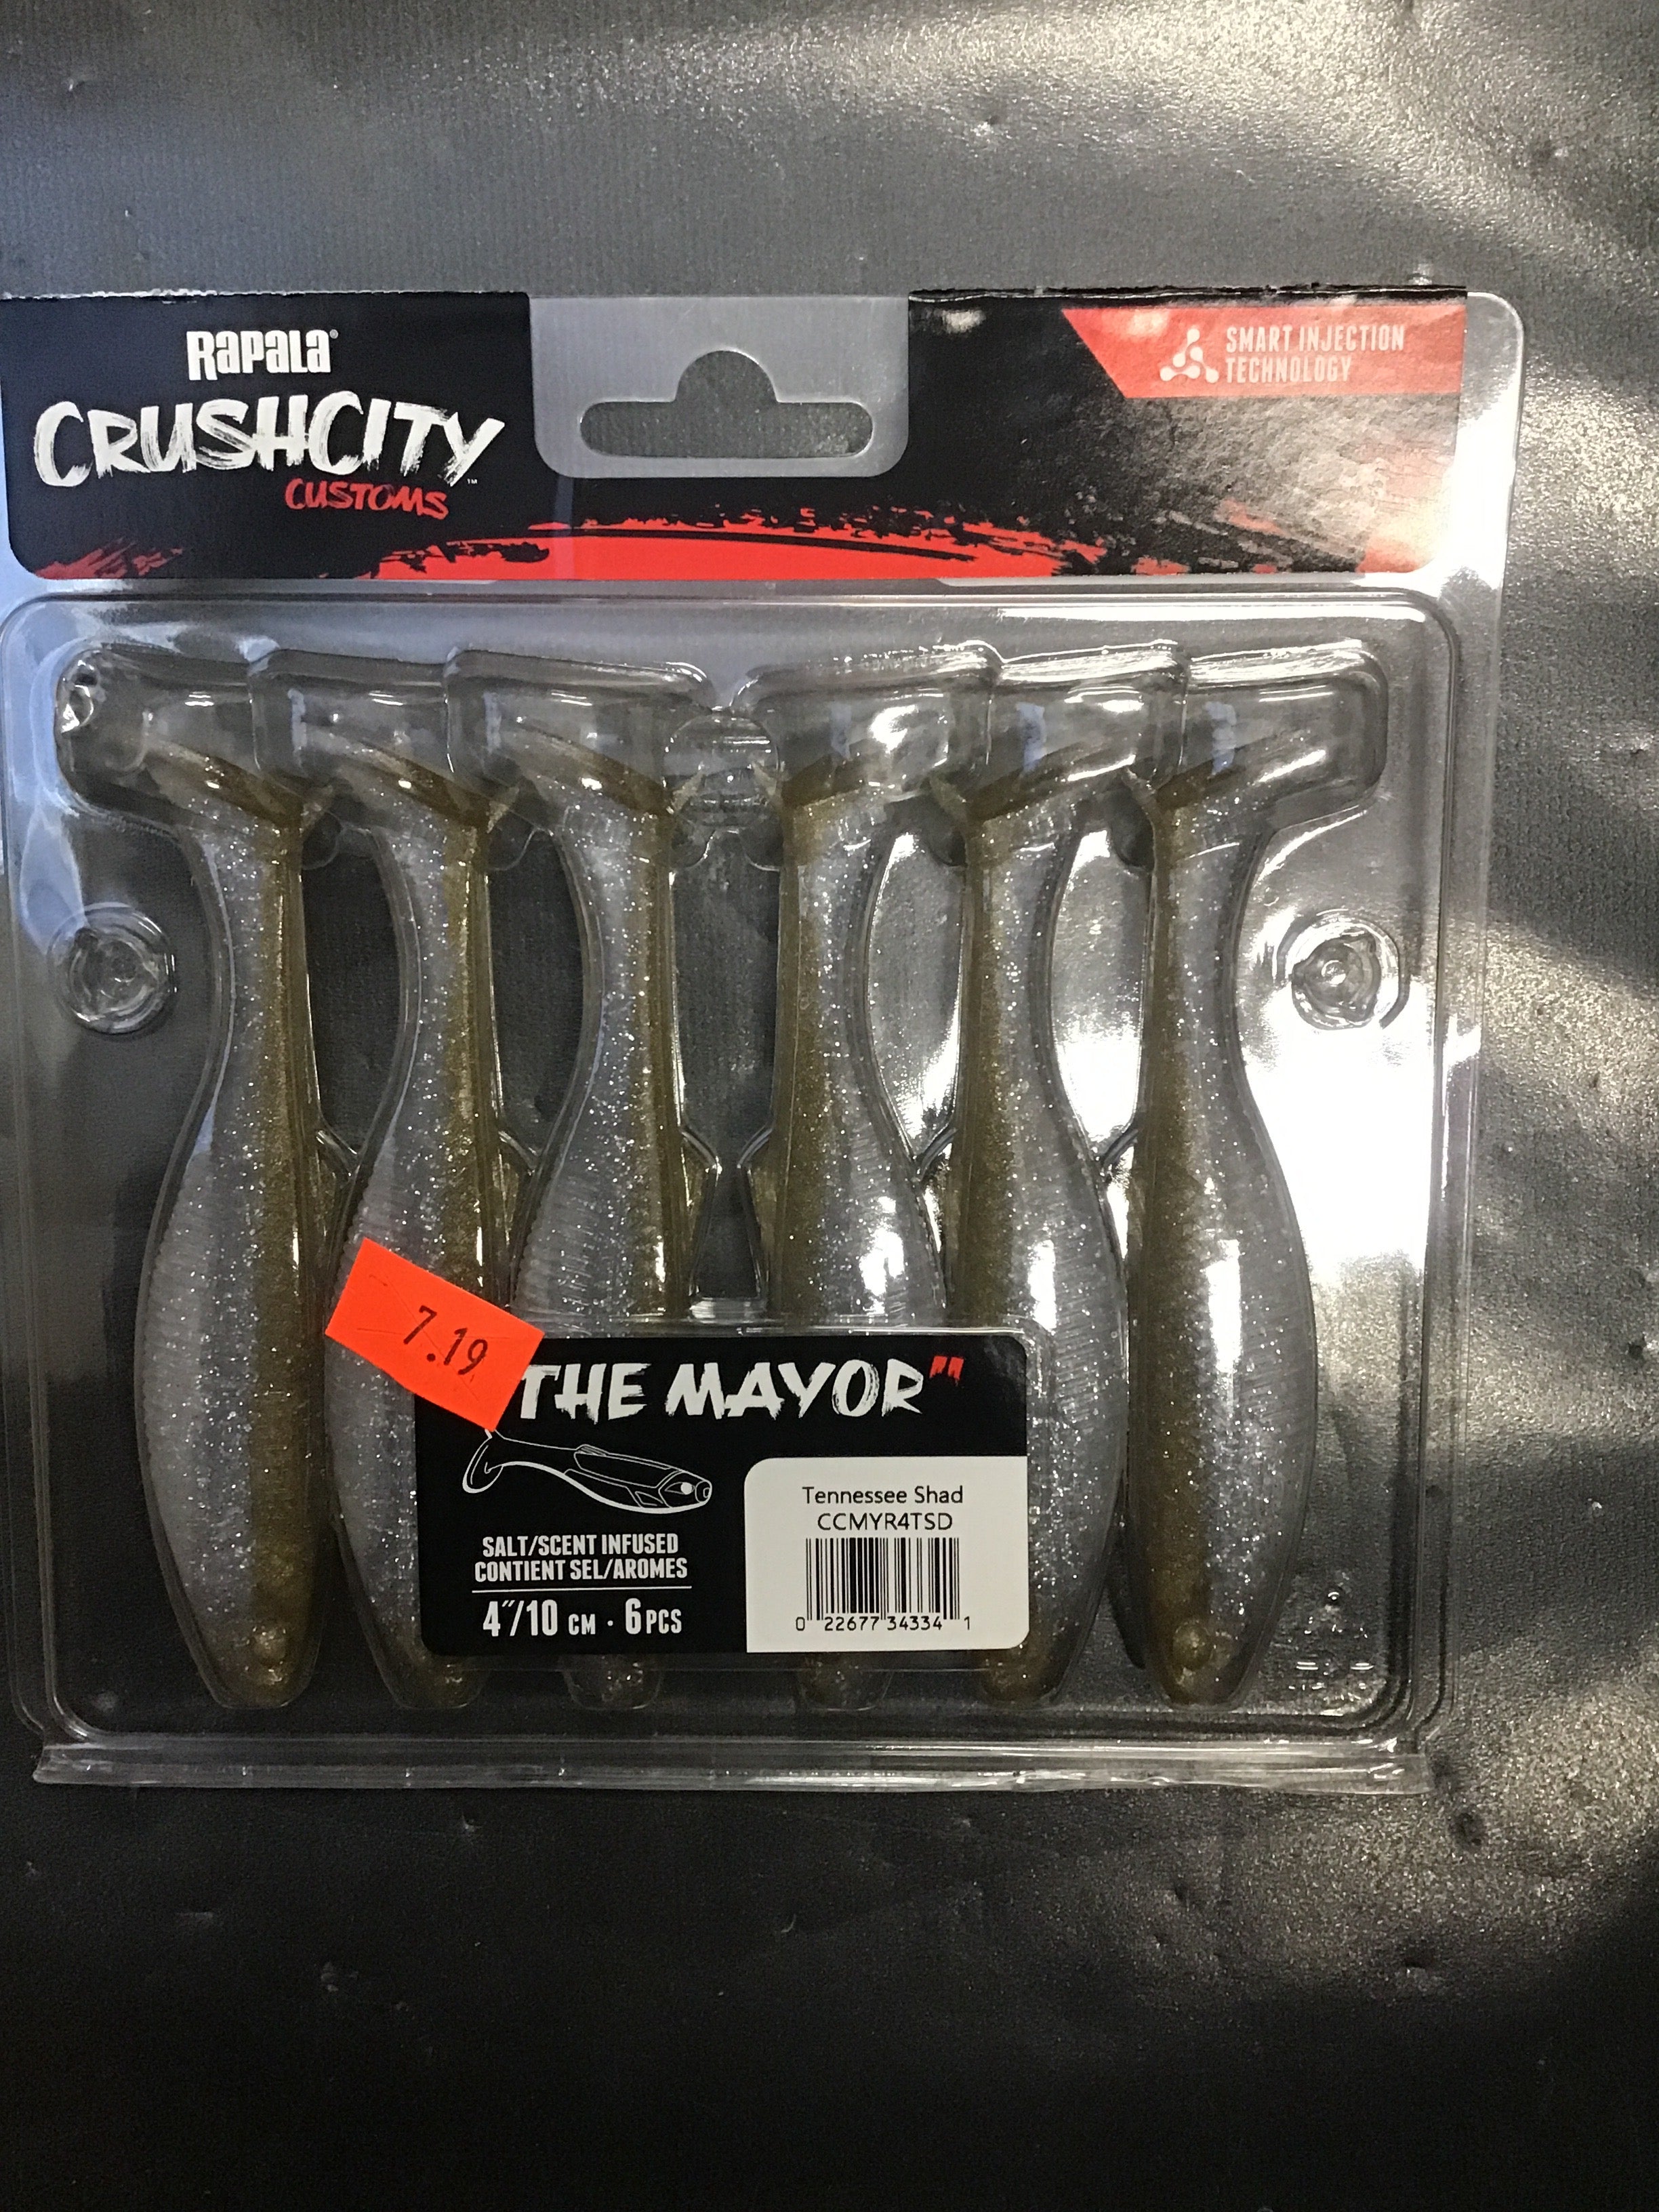 Rapala®
CRUSHCITY™
CUSTOMS
SMART INJECTION
TECHNOLOGY
7.19
THE MAYOR"
SALT/SCENT INFUSED
CONTIENT SEL/AROMES
4"/10 CM · 6 PCS
Tennessee Shad
CCMYR4TSD
0 22677 34334 1